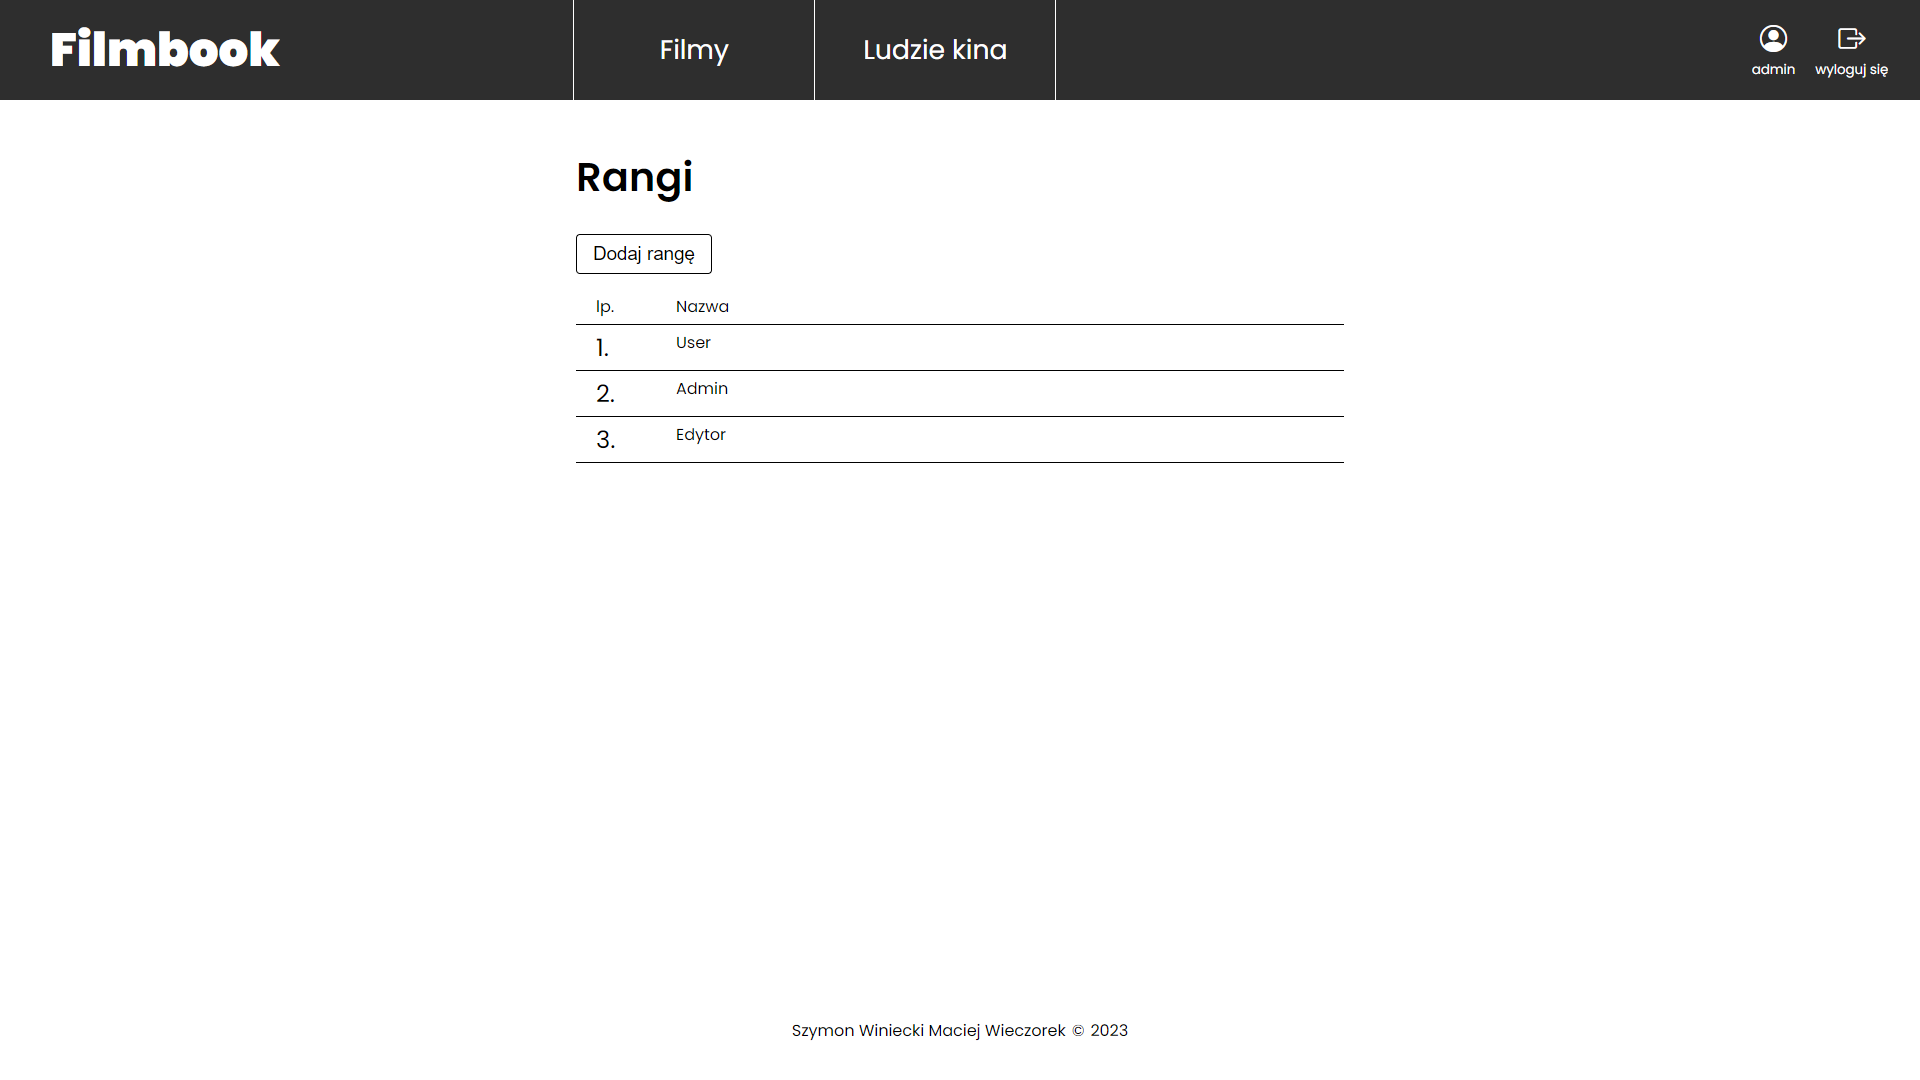 Filmbook
Filmy
Ludzie kina
admin
wyloguj się
Rangi
Dodaj rangę
lp. Nazwa
1. User
2. Admin
3. Edytor
Szymon Winiecki Maciej Wieczorek © 2023